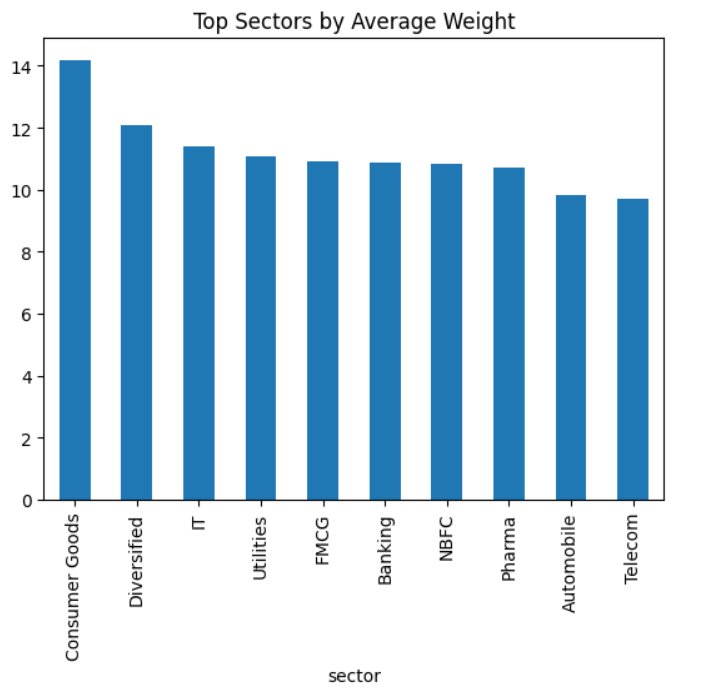 Top Sectors by Average Weight
14
12
10
8
6
4
2
0
Consumer Goods
Diversified
IT
Utilities
FMCG
Banking
NBFC
Pharma
Automobile
Telecom
sector